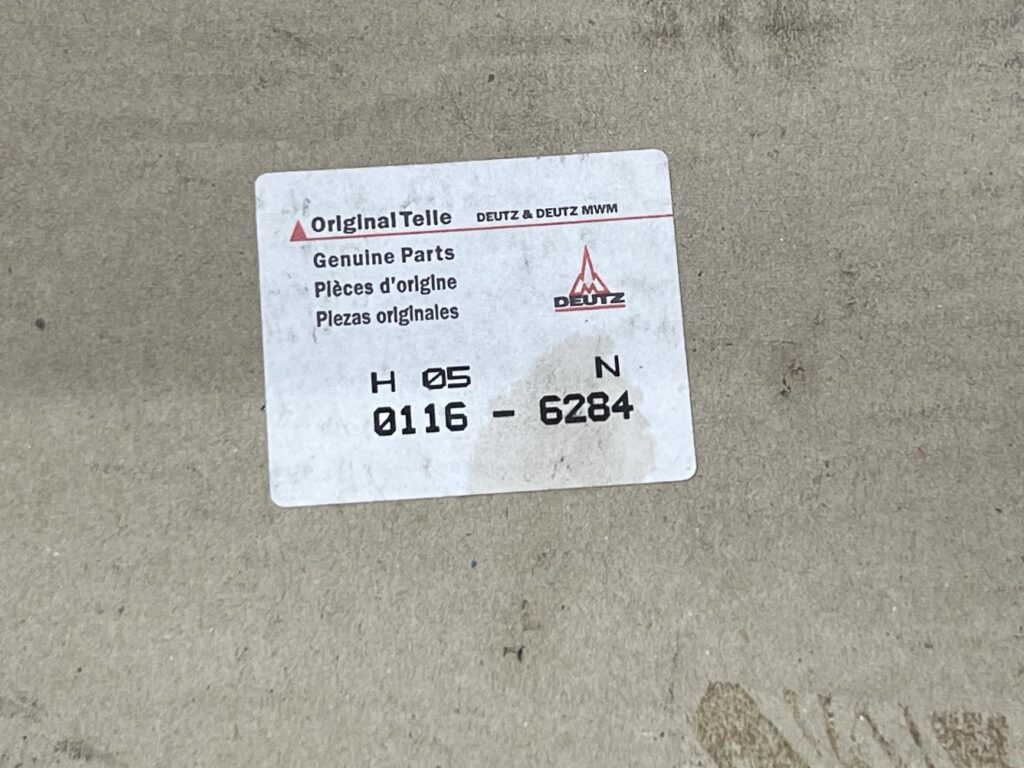 Original Teile DEUTZ & DEUTZ MWM
Genuine Parts
Pièces d'origine
Piezas originales
DEUTZ
H 05 N
0116 - 6284